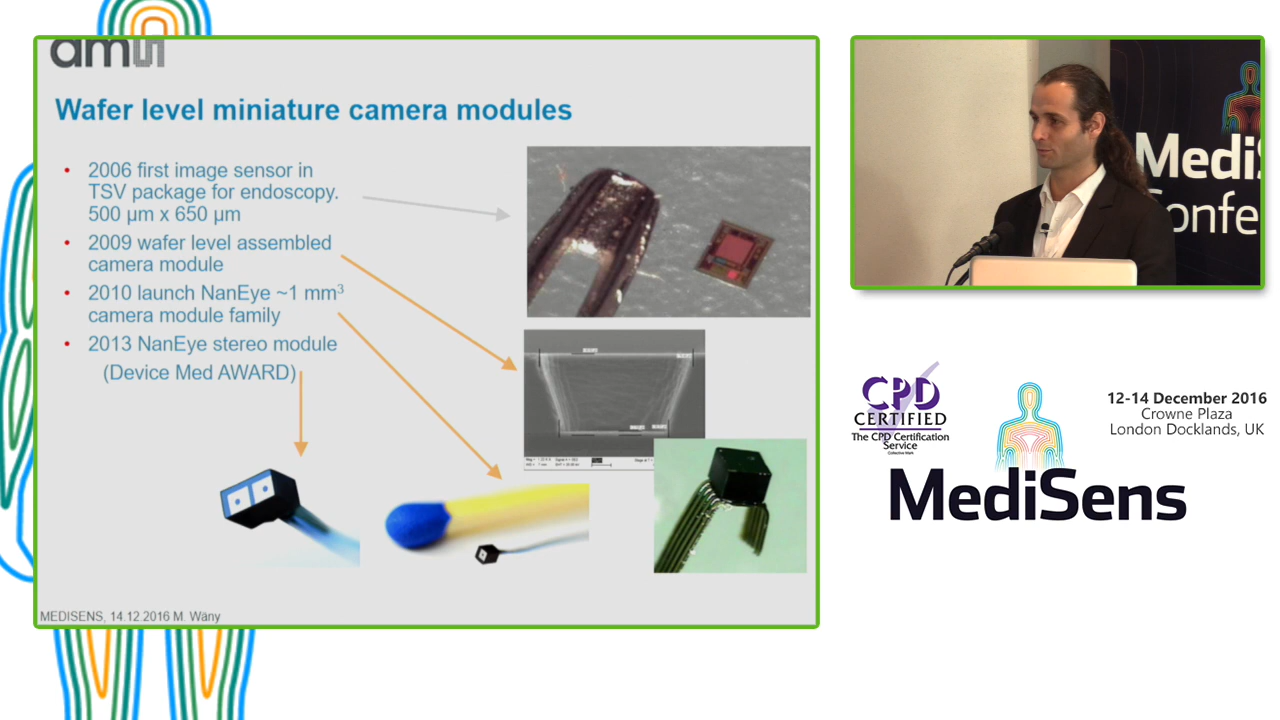 amu
Wafer level miniature camera modules
• 2006 first image sensor in
TSV package for endoscopy.
500 µm x 650 µm
• 2009 wafer level assembled
camera module
• 2010 launch NanEye ~1 mm³
camera module family
• 2013 NanEye stereo module
(Device Med AWARD)
MEDISENS, 14.12.2016 M. Wäny
MediS
Confe
CPD
CERTIFIED
The CPD Certification
Service
Collective Mark
12-14 December 2016
Crowne Plaza
London Docklands, UK
MediSens